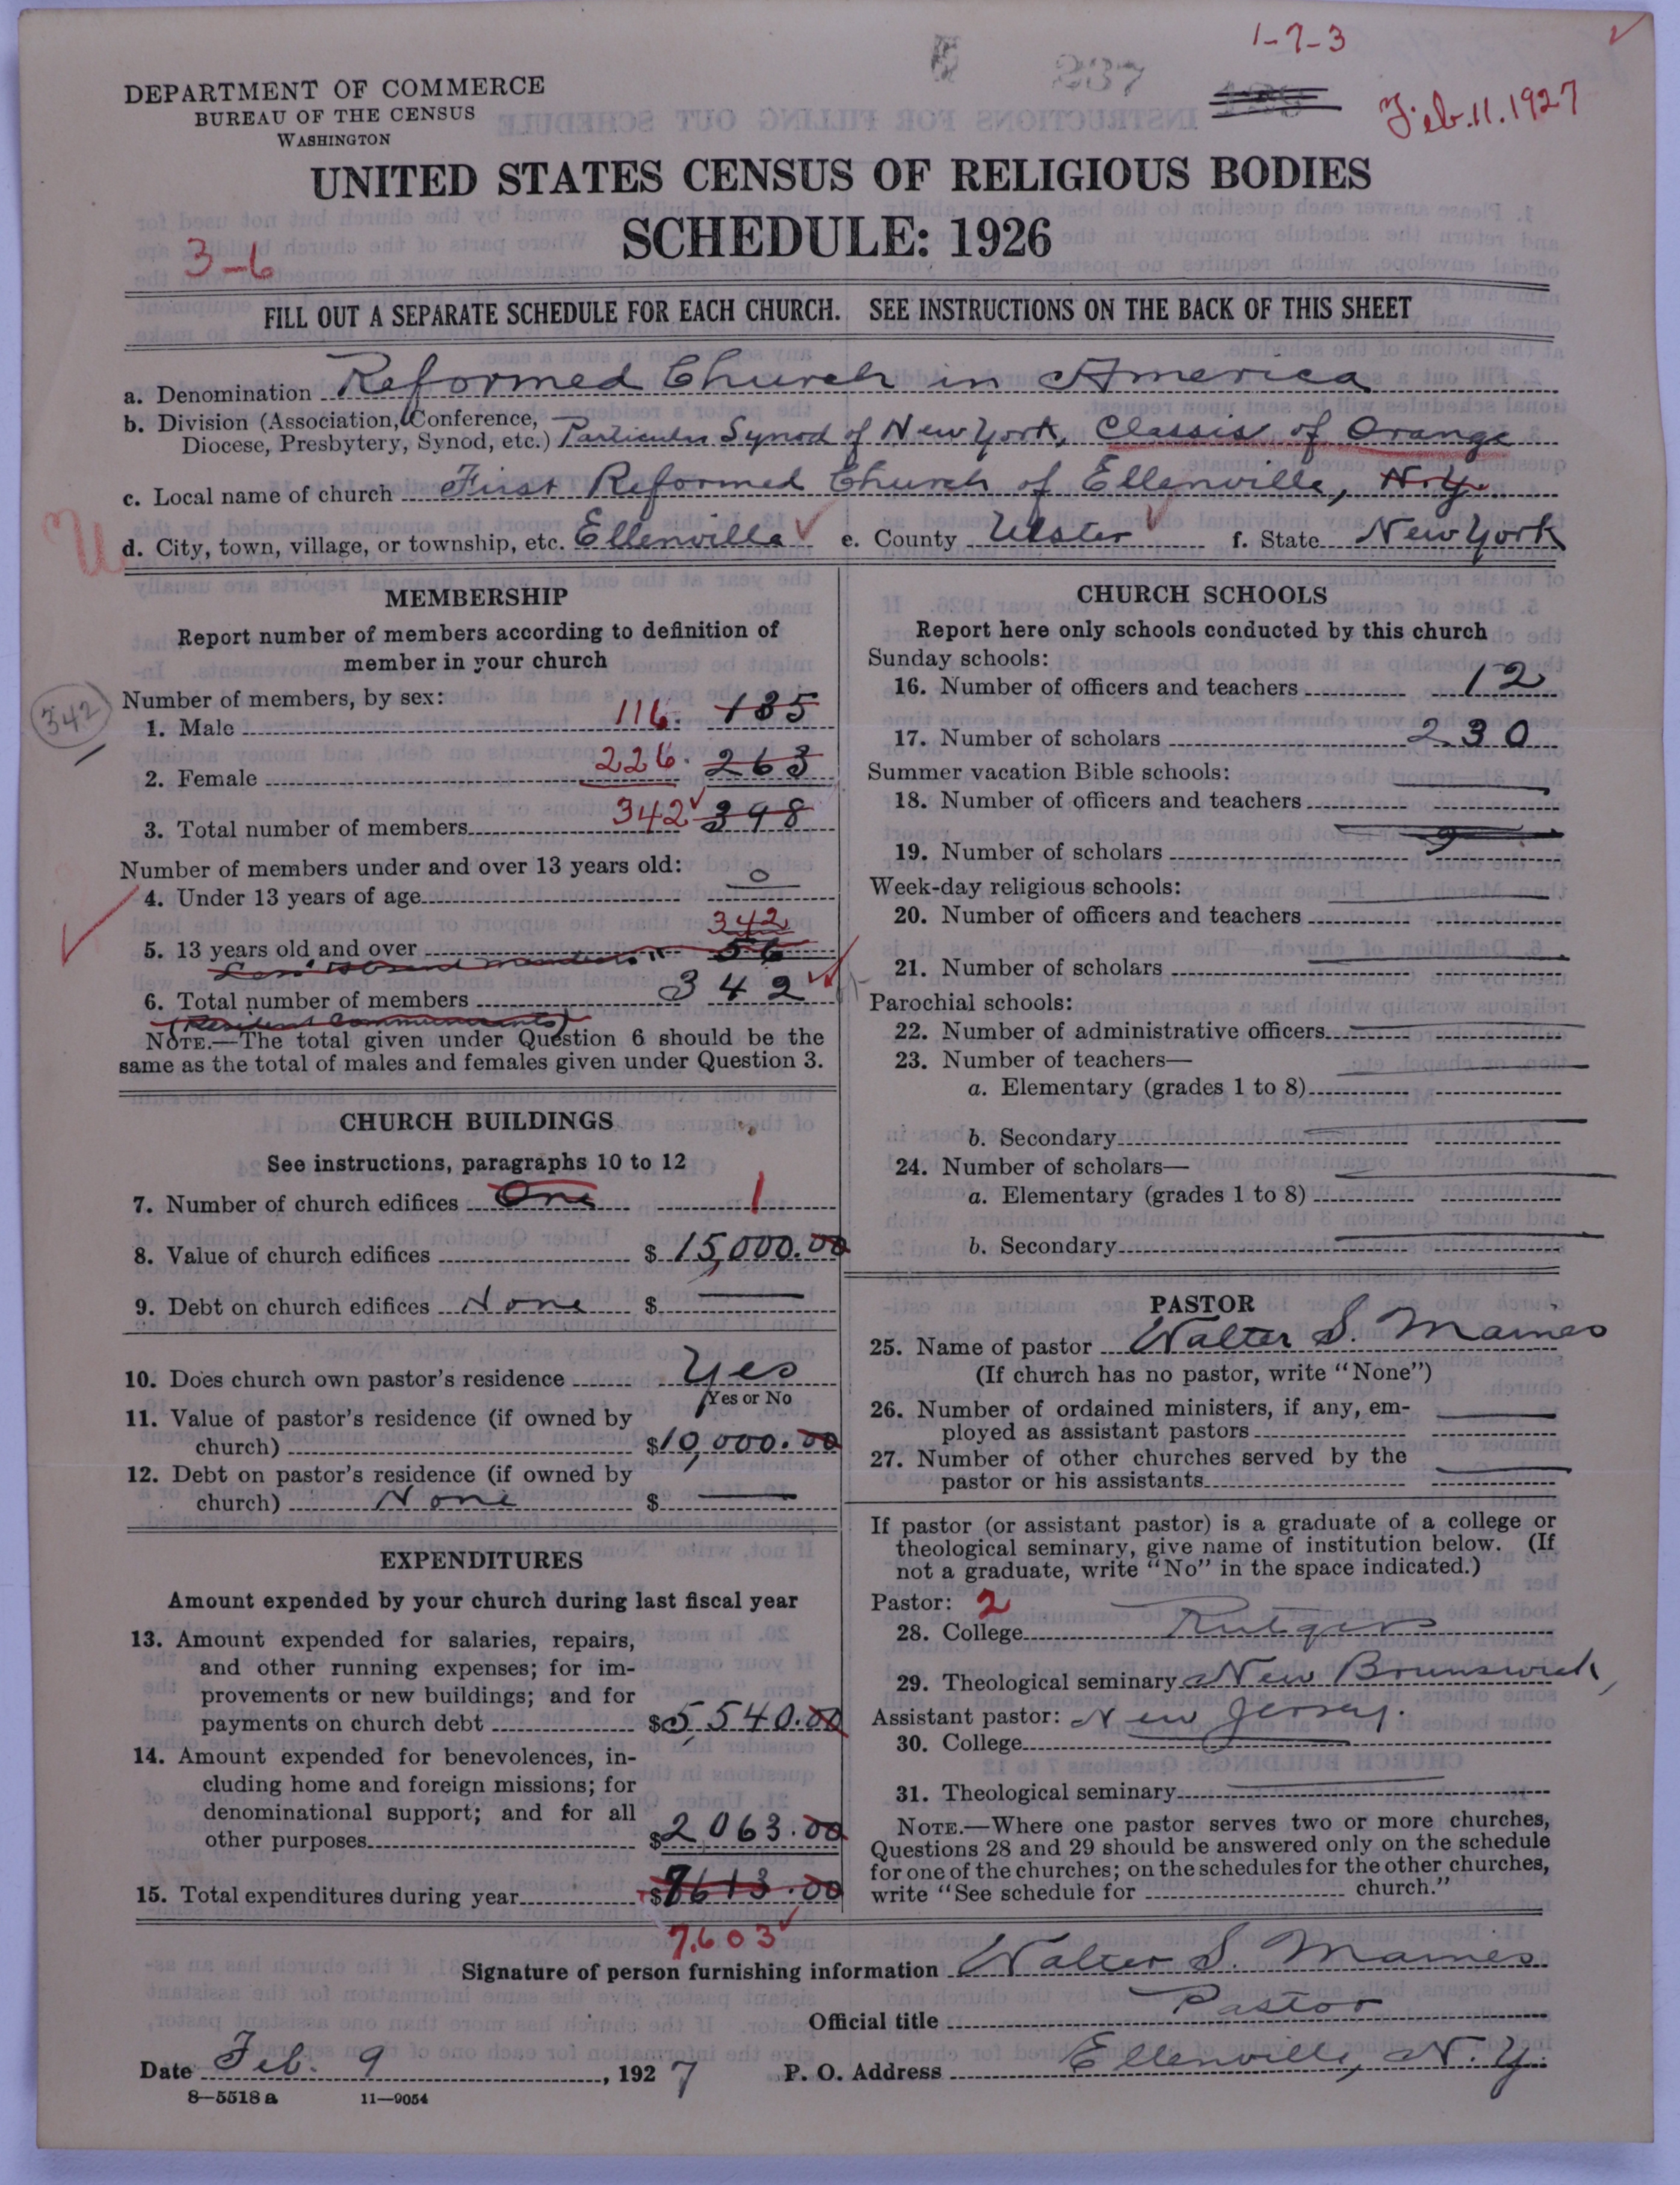 1-7-3
237
Feb. 11. 1927
DEPARTMENT OF COMMERCE
BUREAU OF THE CENSUS
WASHINGTON
UNITED STATES CENSUS OF RELIGIOUS BODIES
SCHEDULE: 1926
3-6
FILL OUT A SEPARATE SCHEDULE FOR EACH CHURCH. SEE INSTRUCTIONS ON THE BACK OF THIS SHEET
a. Denomination Reformed Church in America
b. Division (Association, Conference,
Diocese, Presbytery, Synod, etc.) Particular Synod of New York, Classis of Orange
c. Local name of church First Reformed Church of Ellenville, N.Y.
d. City, town, village, or township, etc. Ellenville e. County Ulster f. State New York
MEMBERSHIP
Report number of members according to definition of
member in your church
Number of members, by sex:
342
1. Male 116. 135
2. Female 226. 263
3. Total number of members 342 398
Number of members under and over 13 years old:
4. Under 13 years of age 0
342
5. 13 years old and over 56
6. Total number of members 342
(Resident Communicants)
NOTE.—The total given under Question 6 should be the
same as the total of males and females given under Question 3.
CHURCH BUILDINGS
See instructions, paragraphs 10 to 12
7. Number of church edifices One 1
8. Value of church edifices $ 15,000.00
9. Debt on church edifices None $
10. Does church own pastor's residence Yes
Yes or No
11. Value of pastor's residence (if owned by
church) $10,000.00
12. Debt on pastor's residence (if owned by
church) None $
EXPENDITURES
Amount expended by your church during last fiscal year
13. Amount expended for salaries, repairs,
and other running expenses; for im-
provements or new buildings; and for
payments on church debt $5,540.00
14. Amount expended for benevolences, in-
cluding home and foreign missions; for
denominational support; and for all
other purposes $2063.00
15. Total expenditures during year $7613.00
7,603
CHURCH SCHOOLS
Report here only schools conducted by this church
Sunday schools:
16. Number of officers and teachers 12
17. Number of scholars 230
Summer vacation Bible schools:
18. Number of officers and teachers
19. Number of scholars
Week-day religious schools:
20. Number of officers and teachers
21. Number of scholars
Parochial schools:
22. Number of administrative officers
23. Number of teachers—
a. Elementary (grades 1 to 8)
b. Secondary
24. Number of scholars—
a. Elementary (grades 1 to 8)
b. Secondary
PASTOR
25. Name of pastor Walter S. Maines
(If church has no pastor, write "None")
26. Number of ordained ministers, if any, em-
ployed as assistant pastors
27. Number of other churches served by the
pastor or his assistants
If pastor (or assistant pastor) is a graduate of a college or
theological seminary, give name of institution below. (If
not a graduate, write "No" in the space indicated.)
Pastor: 2
28. College Rutgers
29. Theological seminary New Brunswick,
Assistant pastor: New Jersey.
30. College
31. Theological seminary
NOTE.—Where one pastor serves two or more churches,
Questions 28 and 29 should be answered only on the schedule
for one of the churches; on the schedules for the other churches,
write "See schedule for church."
Signature of person furnishing information Walter S. Maines
Official title Pastor
Date Feb. 9, 1927 P. O. Address Ellenville, N.Y.
8—5518 a 11—9054